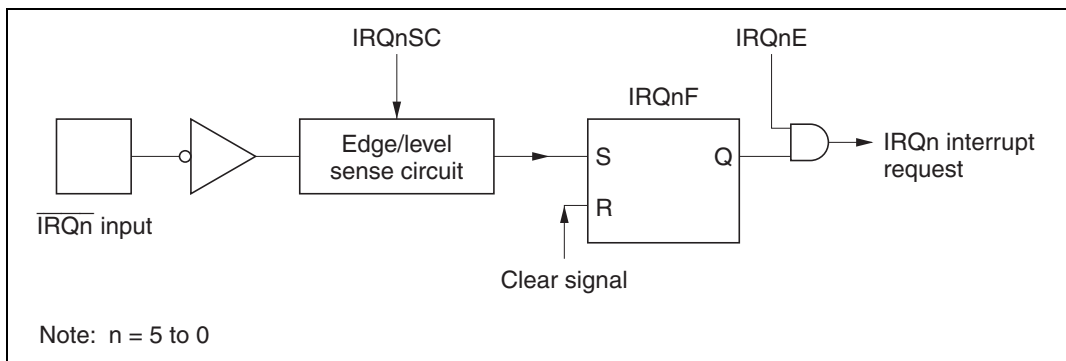 IRQnSC
IRQnE
IRQnF
Edge/level
sense circuit
S
Q
R
IRQn interrupt
request
IRQn input
Clear signal
Note: n = 5 to 0